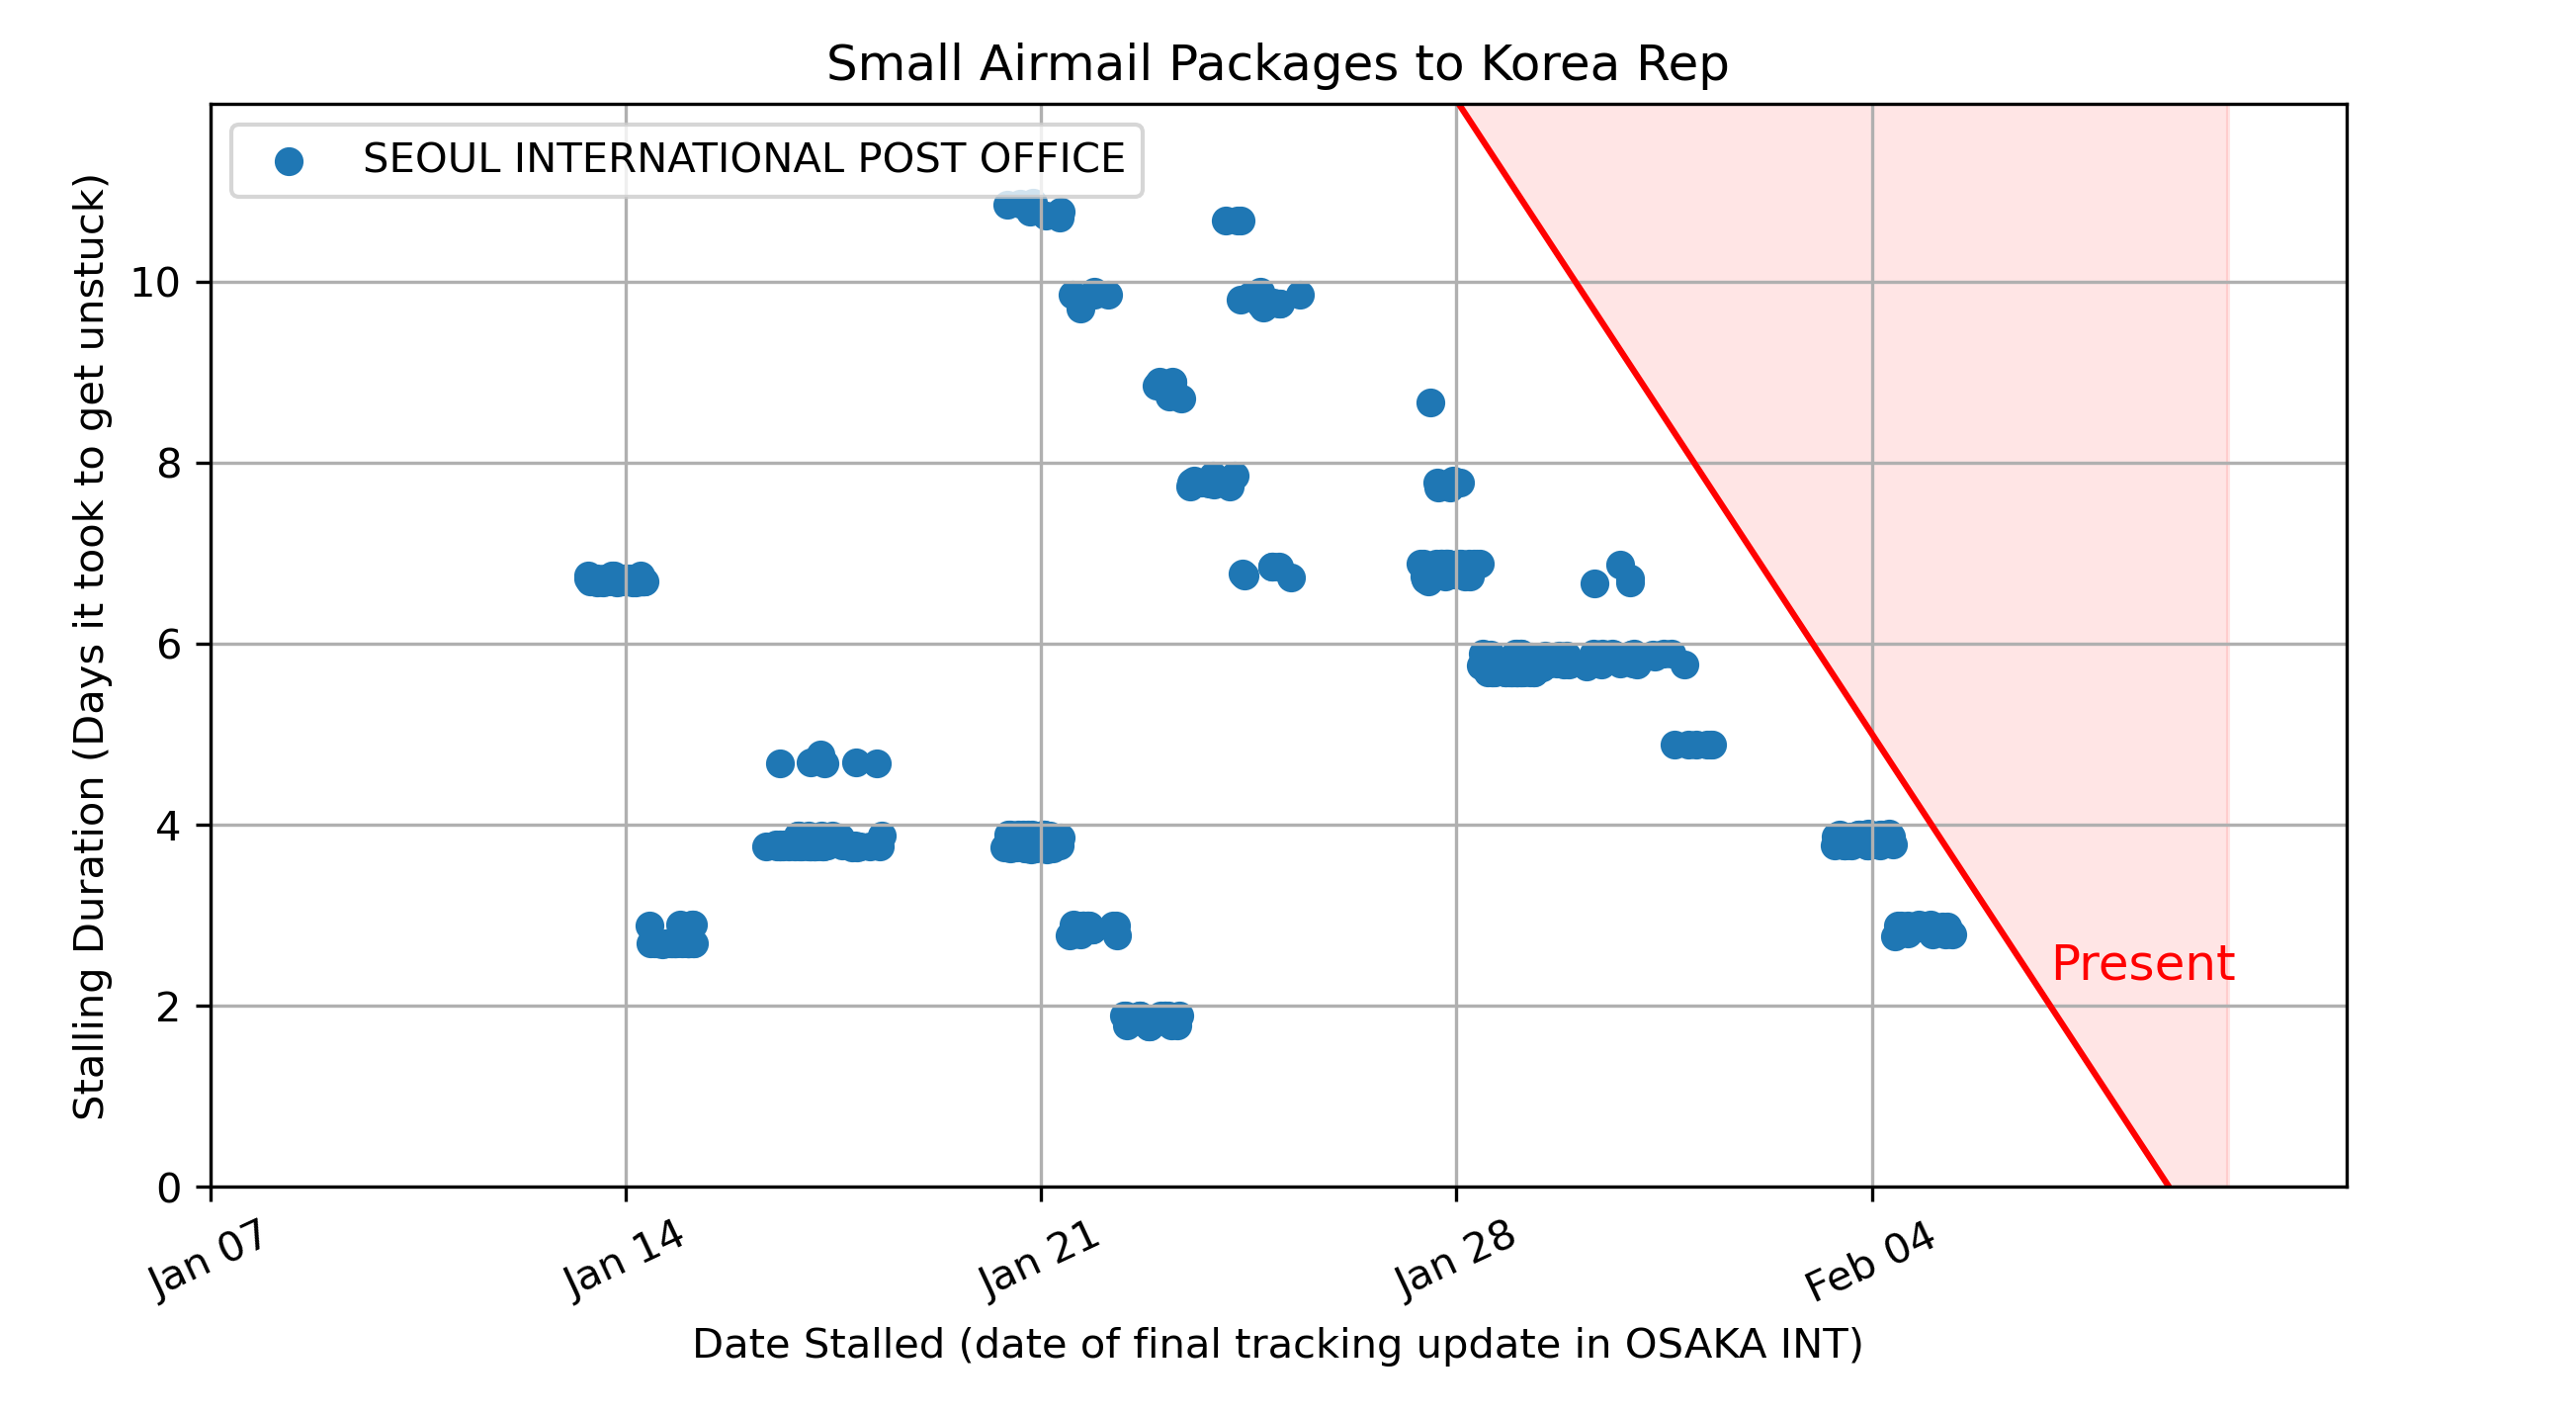 Small Airmail Packages to Korea Rep
SEOUL INTERNATIONAL POST OFFICE
Stalling Duration (Days it took to get unstuck)
10
8
6
4
2
0
Present
Jan 07
Jan 14
Jan 21
Jan 28
Feb 04
Date Stalled (date of final tracking update in OSAKA INT)